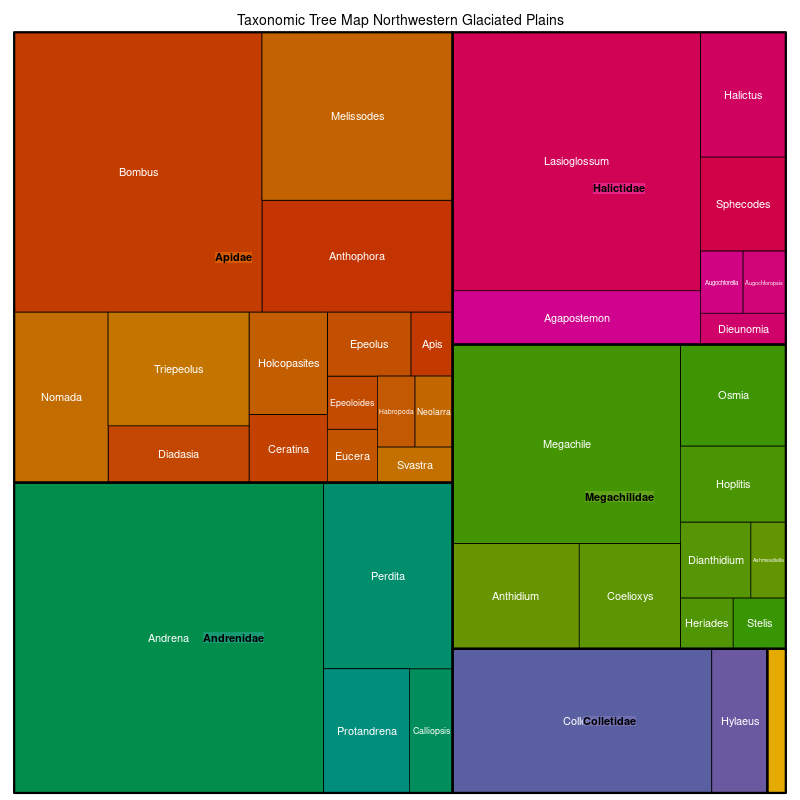 Taxonomic Tree Map Northwestern Glaciated Plains
Bombus
Melissodes
Anthophora
Apidae
Nomada
Triepeolus
Diadasia
Holcopasites
Ceratina
Epeolus
Apis
Epeoloides
Eucera
Habropoda
Neolarra
Svastra
Andrena
Andrenidae
Perdita
Protandrena
Calliopsis
Lasioglossum
Halictidae
Agapostemon
Halictus
Sphecodes
Augochlorella
Augochloropsis
Dieunomia
Megachile
Megachilidae
Anthidium
Coelioxys
Osmia
Hoplitis
Dianthidium
Ashmeadiella
Heriades
Stelis
Colletidae
Hylaeus